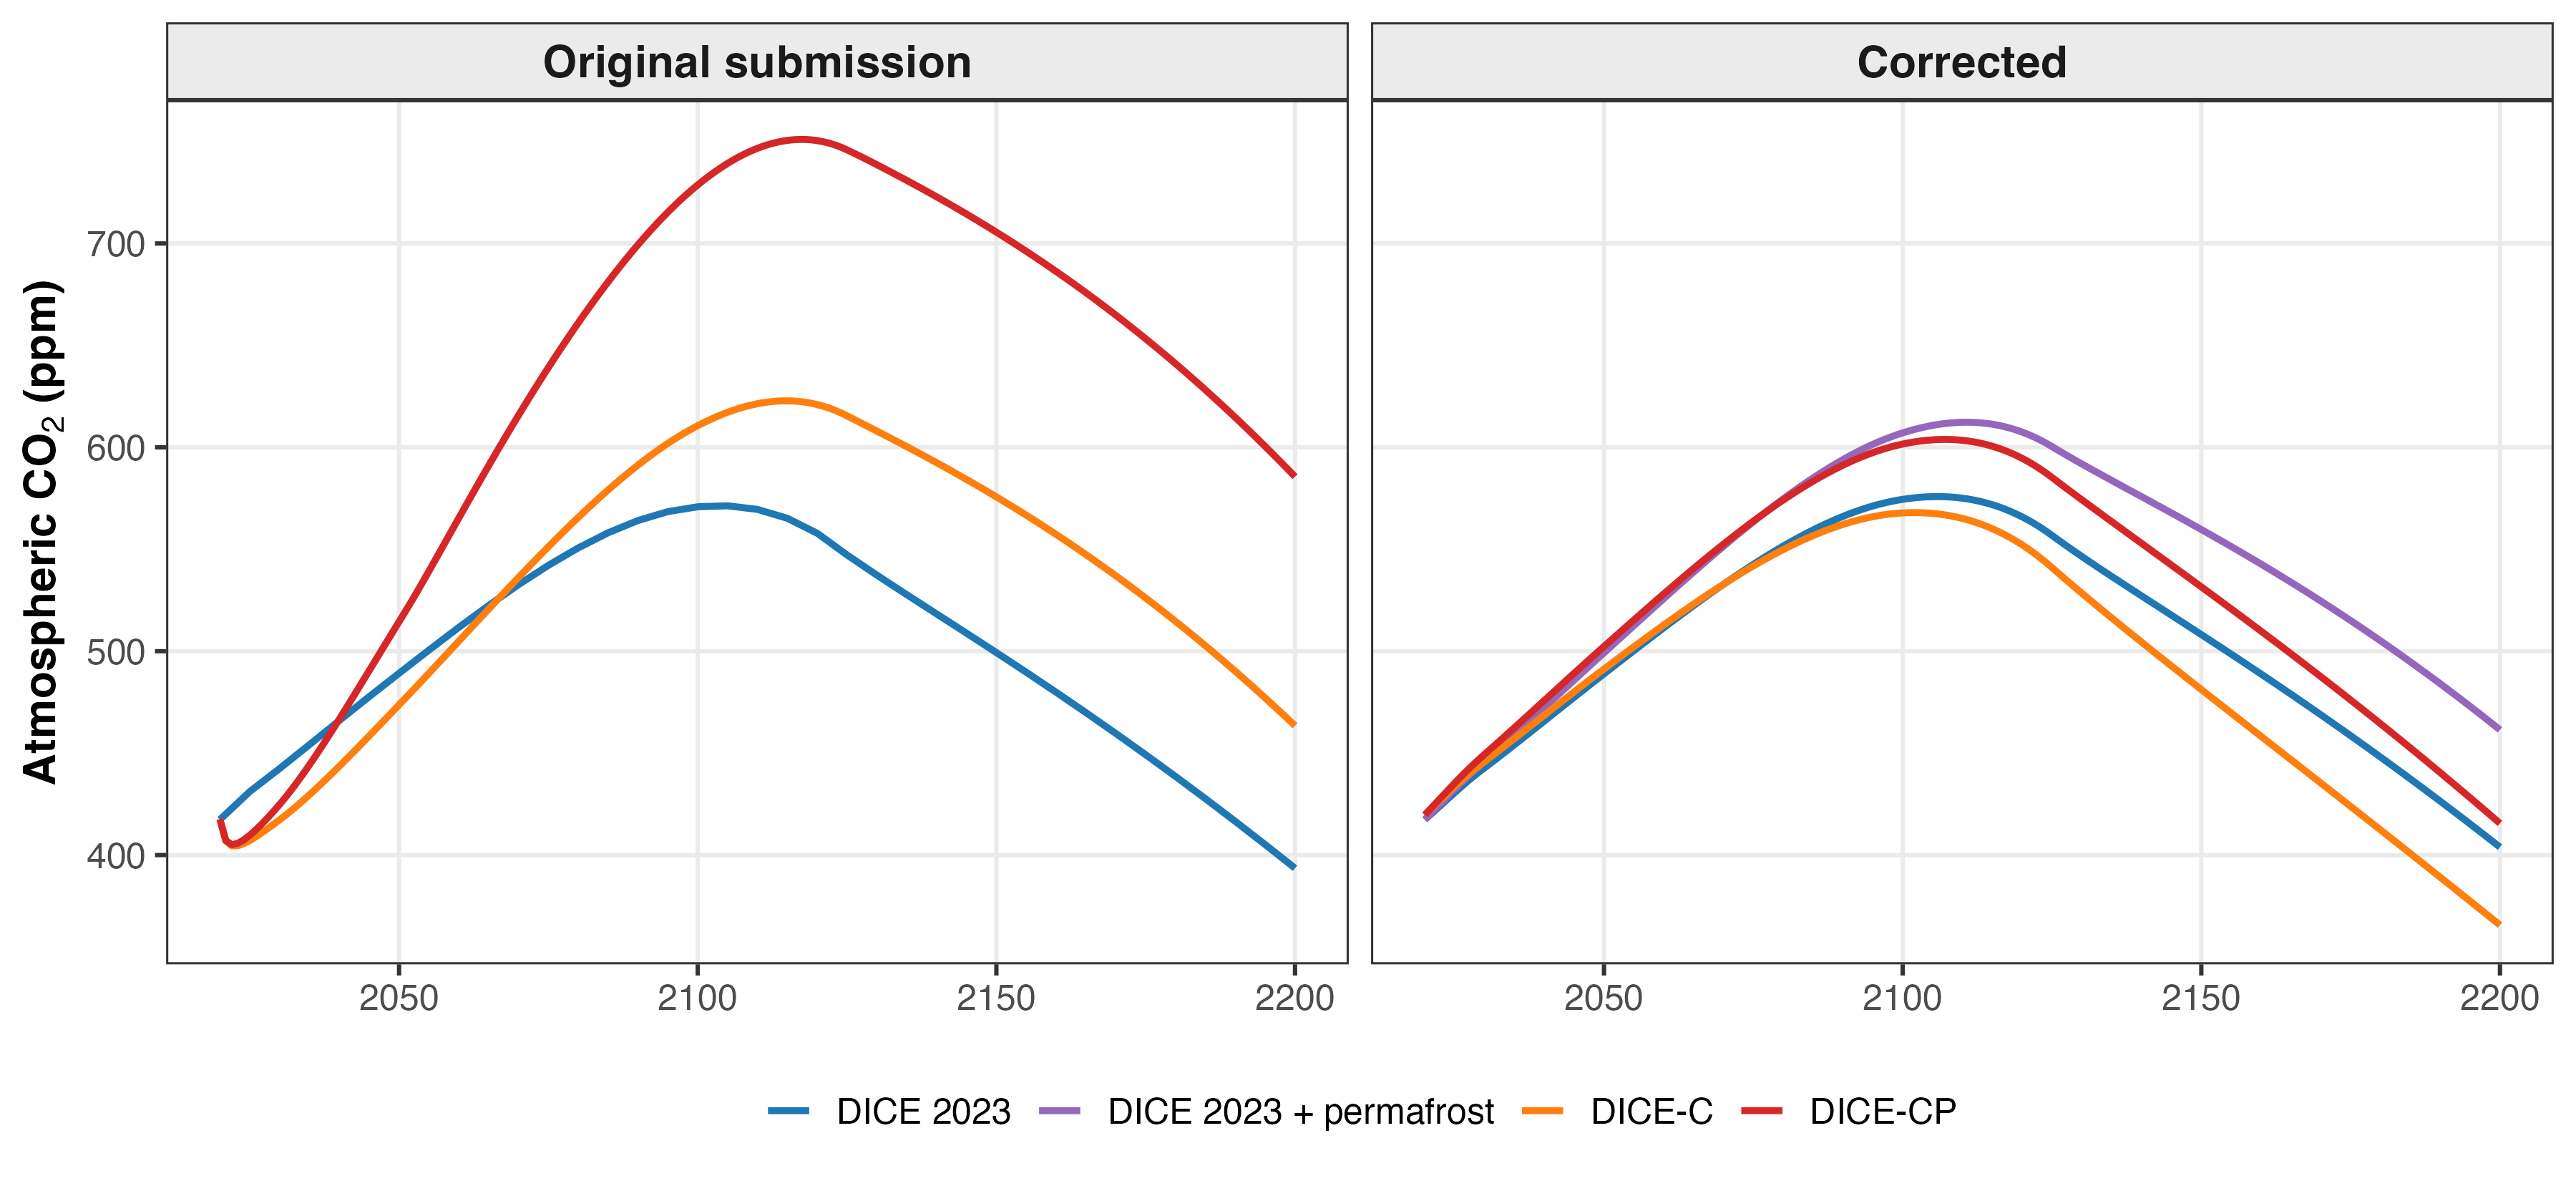 Original submission
Corrected
Atmospheric CO₂ (ppm)
700
600
500
400
2050 2100 2150 2200
2050 2100 2150 2200
DICE 2023 DICE 2023 + permafrost DICE-C DICE-CP